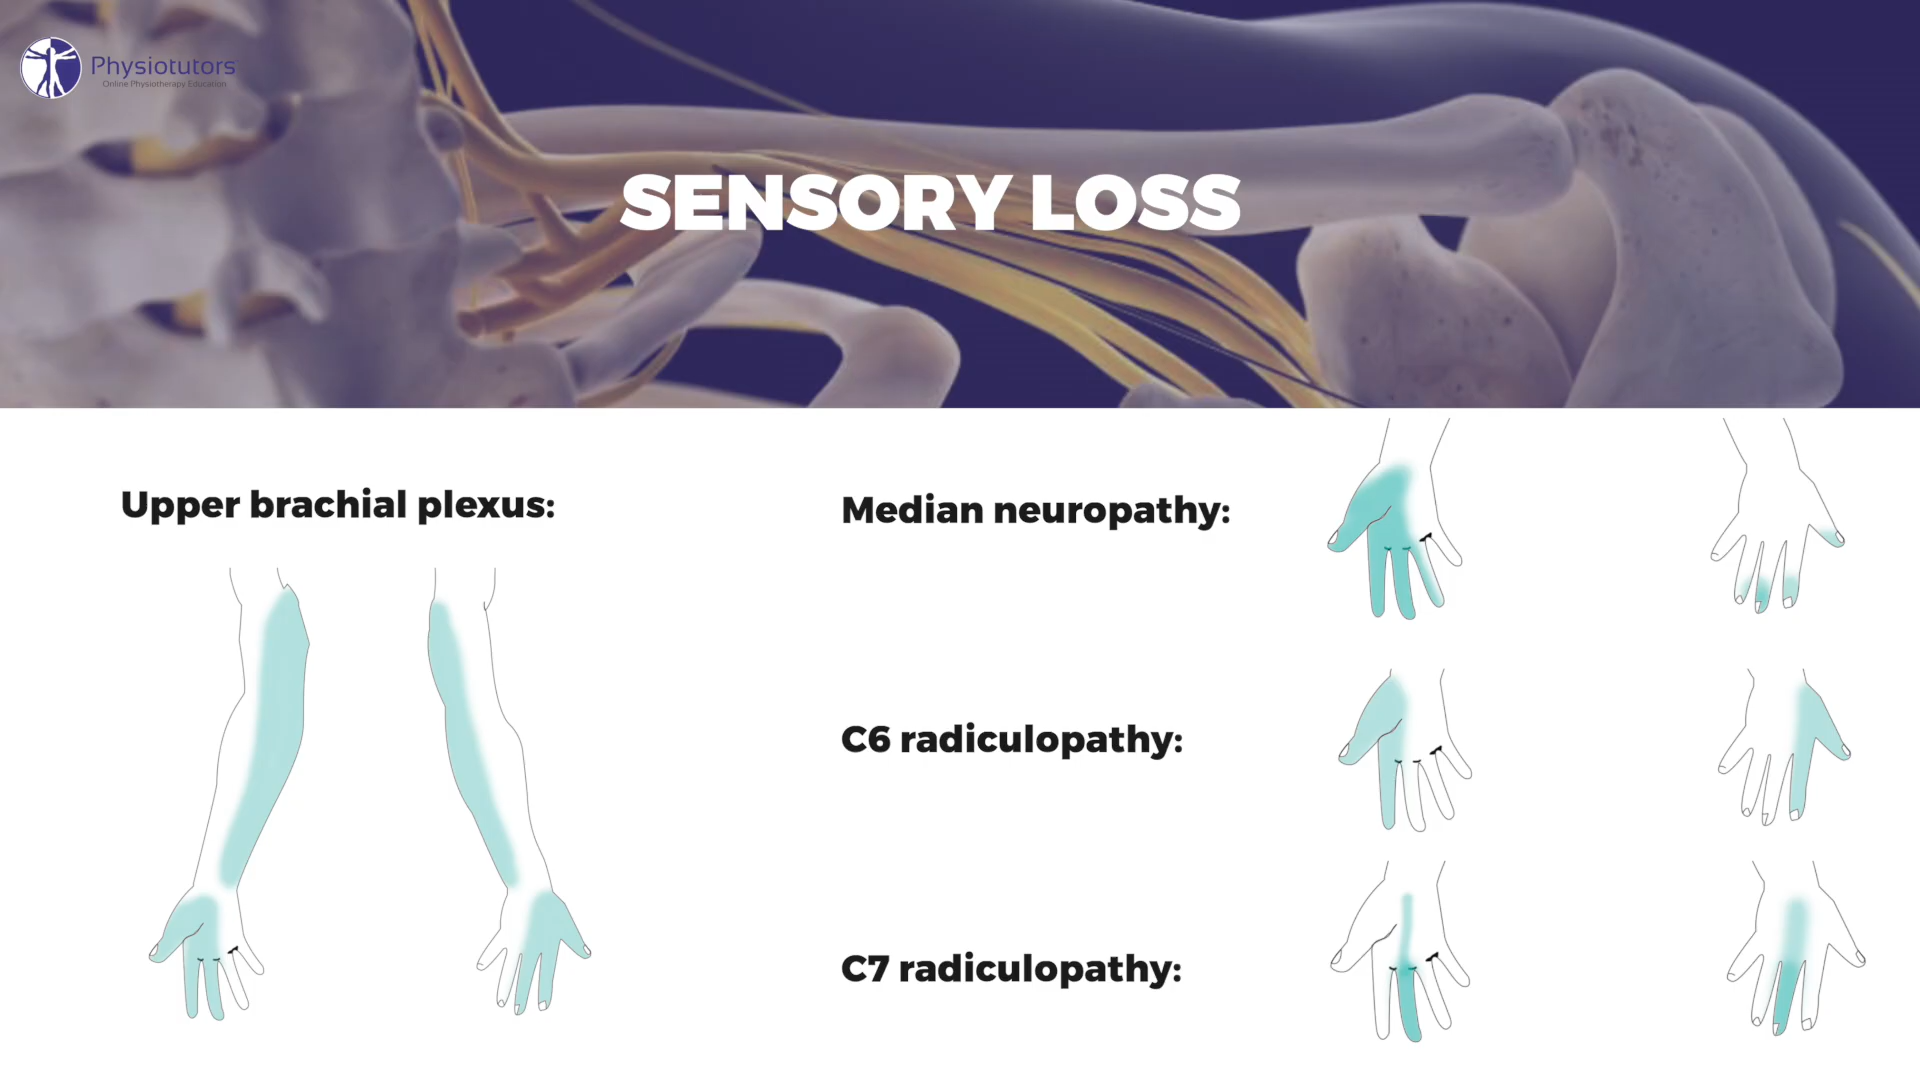 Physiotutors
Online Physiotherapy Education
SENSORY LOSS
Upper brachial plexus:
Median neuropathy:
C6 radiculopathy:
C7 radiculopathy: